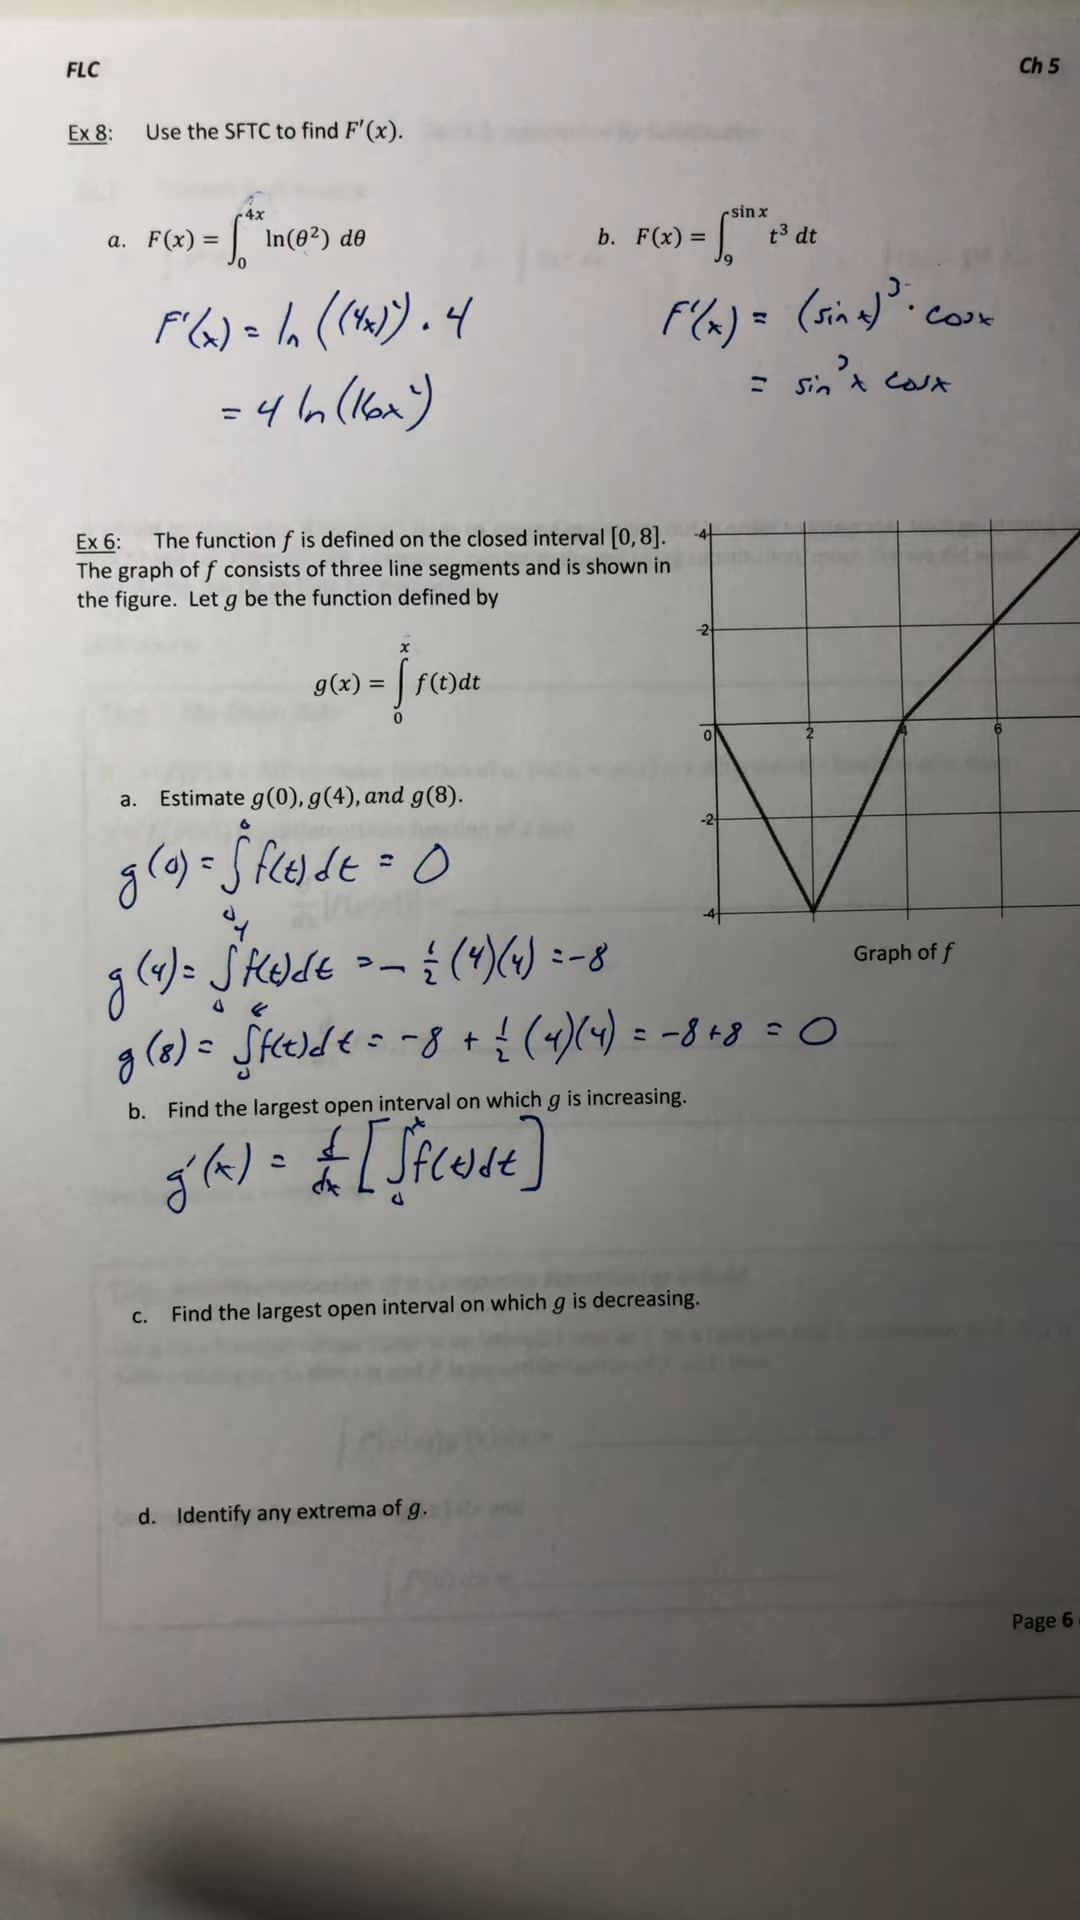 FLC
Ch 5
Ex 8: Use the SFTC to find F′(x).
a. F(x) = ∫₀⁴ˣ ln(θ²) dθ
b. F(x) = ∫₉^(sin x) t³ dt
F'(x) = ln((4x)²) · 4
= 4 ln(16x²)
F'(x) = (sin x)³ · cosx
= sin³x cosx
Ex 6: The function f is defined on the closed interval [0, 8].
The graph of f consists of three line segments and is shown in
the figure. Let g be the function defined by
g(x) = ∫₀ˣ f(t)dt
-4
-2
0
2
4
6
-2
-4
Graph of f
a. Estimate g(0), g(4), and g(8).
g(0) = ∫₀⁰ f(t) dt = 0
g(4) = ∫₀⁴ f(t)dt = -½(4)(4) = -8
g(8) = ∫₀⁸ f(t)dt = -8 + ½(4)(4) = -8+8 = 0
b. Find the largest open interval on which g is increasing.
g'(x) = d/dx [∫₀ˣ f(t)dt]
c. Find the largest open interval on which g is decreasing.
d. Identify any extrema of g.
Page 6